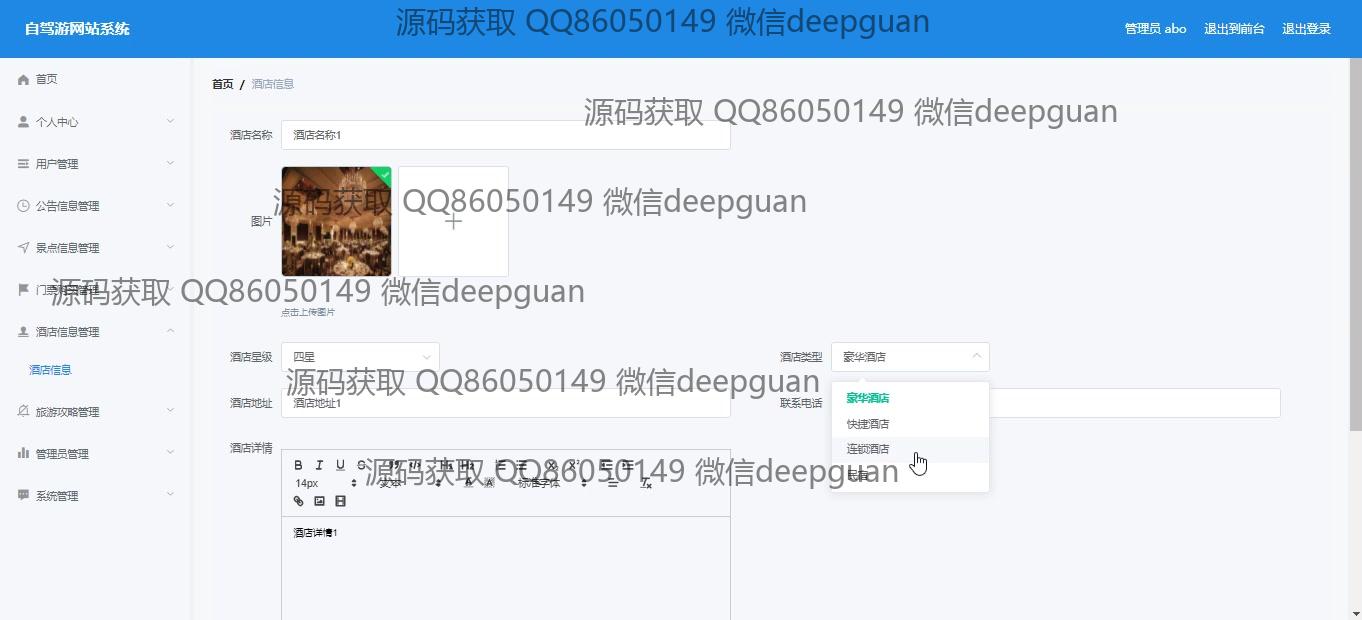 自驾游网站系统
源码获取 QQ86050149 微信deepguan
管理员 abo
退出到前台
退出登录
首页
个人中心
用户管理
公告信息管理
景点信息管理
酒店信息管理
酒店信息
旅游攻略管理
管理员管理
系统管理
首页 / 酒店信息
源码获取 QQ86050149 微信deepguan
酒店名称
酒店名称1
图片
源码获取 QQ86050149 微信deepguan
源码获取 QQ86050149 微信deepguan
点击上传图片
酒店星级
四星
酒店类型
豪华酒店
源码获取 QQ86050149 微信deepguan
酒店地址
酒店地址1
联系电话
豪华酒店
快捷酒店
连锁酒店
民宿
酒店详情
源码获取 QQ86050149 微信deepguan
14px
文本
标准字体
酒店详情1